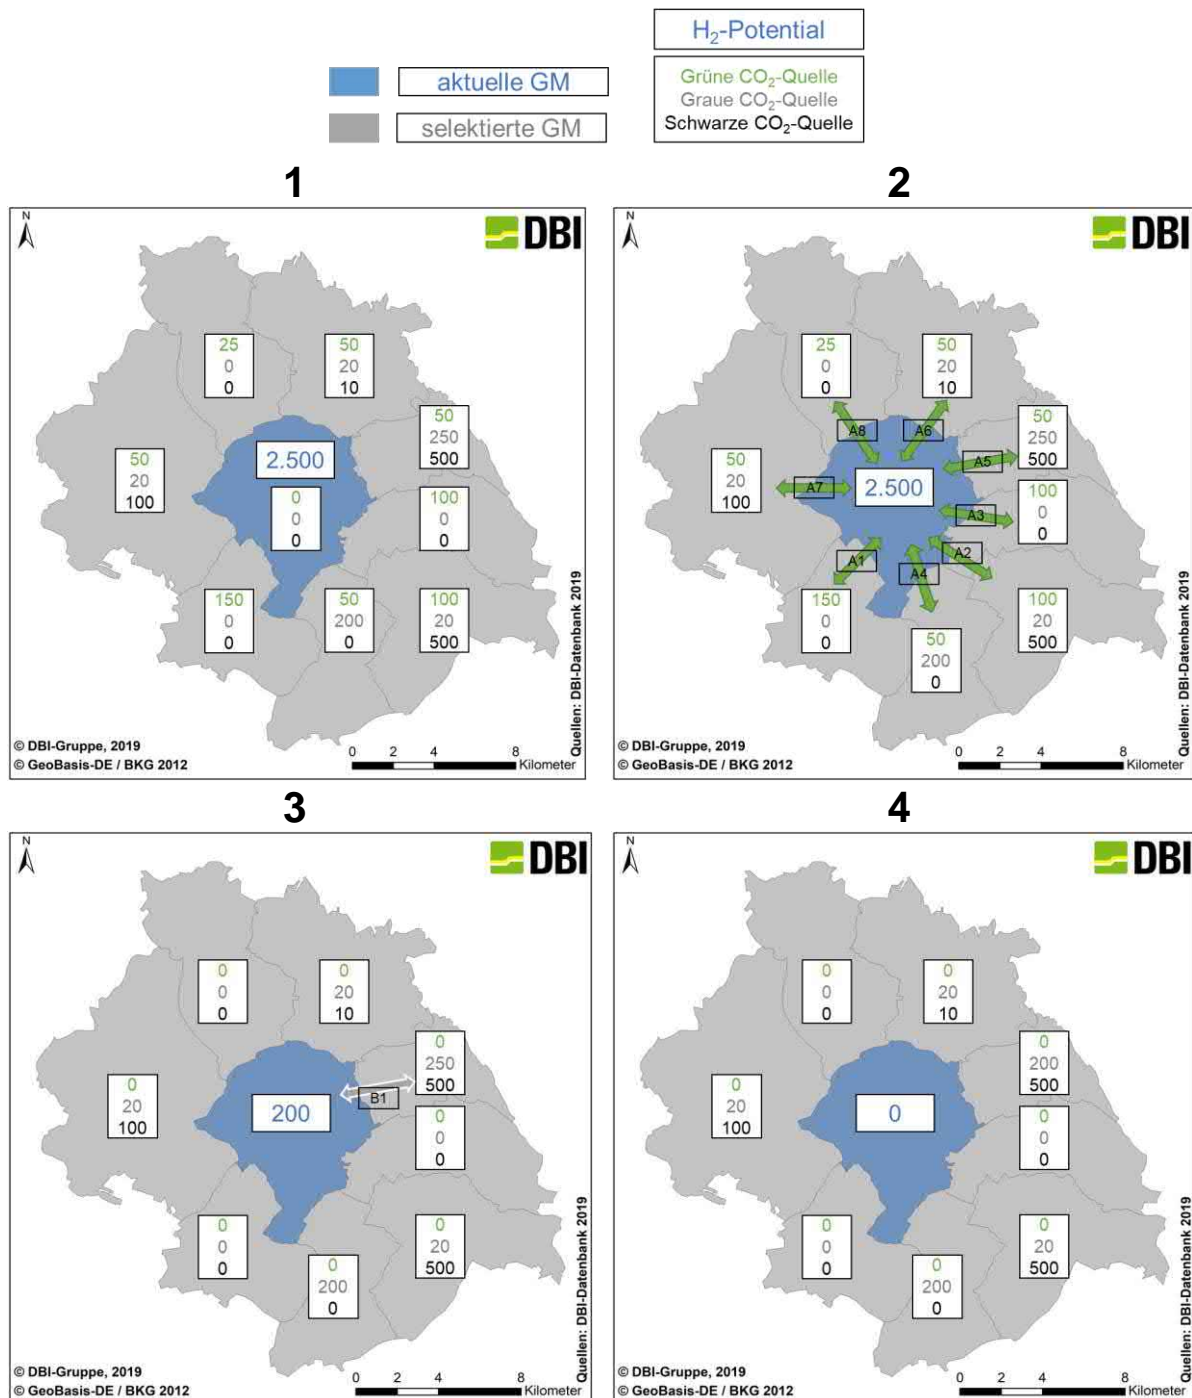 H₂-Potential
aktuelle GM
selektierte GM
Grüne CO₂-Quelle
Graue CO₂-Quelle
Schwarze CO₂-Quelle
1
N
DBI
25
0
0
50
20
10
50
250
500
2.500
0
0
0
50
20
100
100
0
0
150
0
0
50
200
0
100
20
500
© DBI-Gruppe, 2019
© GeoBasis-DE / BKG 2012
0 2 4 8
Kilometer
Quellen: DBI-Datenbank 2019
2
N
DBI
25
0
0
50
20
10
50
250
500
A8
A6
A5
2.500
A7
50
20
100
100
0
0
A3
A1
A2
A4
150
0
0
50
200
0
100
20
500
© DBI-Gruppe, 2019
© GeoBasis-DE / BKG 2012
0 2 4 8
Kilometer
Quellen: DBI-Datenbank 2019
3
N
DBI
0
0
0
0
20
10
0
250
500
B1
200
0
20
100
0
0
0
0
0
0
0
200
0
0
20
500
© DBI-Gruppe, 2019
© GeoBasis-DE / BKG 2012
0 2 4 8
Kilometer
Quellen: DBI-Datenbank 2019
4
N
DBI
0
0
0
0
20
10
0
200
500
0
0
20
100
0
0
0
0
0
0
0
200
0
0
20
500
© DBI-Gruppe, 2019
© GeoBasis-DE / BKG 2012
0 2 4 8
Kilometer
Quellen: DBI-Datenbank 2019